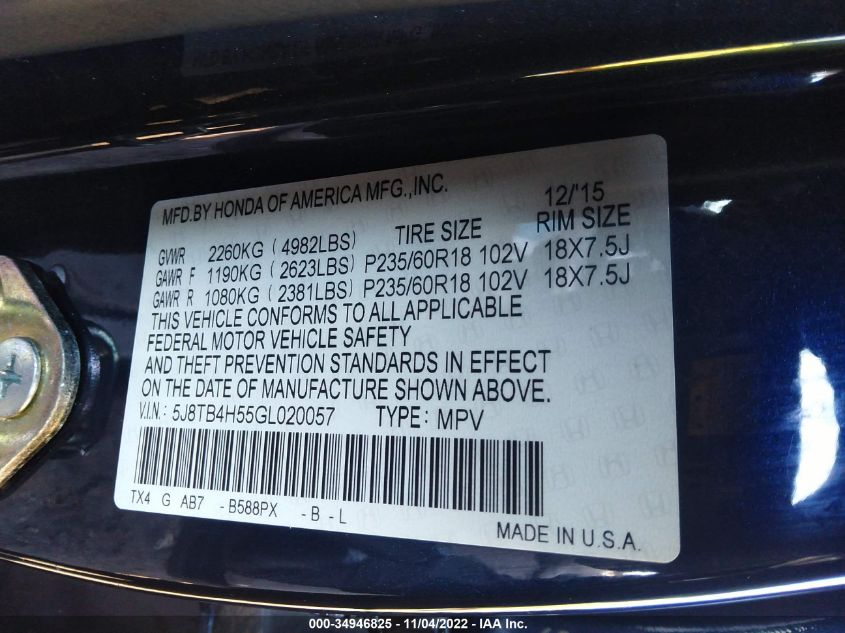 MFD.BY HONDA OF AMERICA MFG.,INC. 12/'15
GVWR 2260KG (4982LBS) TIRE SIZE RIM SIZE
GAWR F 1190KG (2623LBS) P235/60R18 102V 18X7.5J
GAWR R 1080KG (2381LBS) P235/60R18 102V 18X7.5J
THIS VEHICLE CONFORMS TO ALL APPLICABLE
FEDERAL MOTOR VEHICLE SAFETY
AND THEFT PREVENTION STANDARDS IN EFFECT
ON THE DATE OF MANUFACTURE SHOWN ABOVE.
V.I.N.: 5J8TB4H55GL020057 TYPE: MPV
TX4 G AB7 -B588PX -B-L
MADE IN U.S.A.
000-34946825 - 11/04/2022 - IAA Inc.